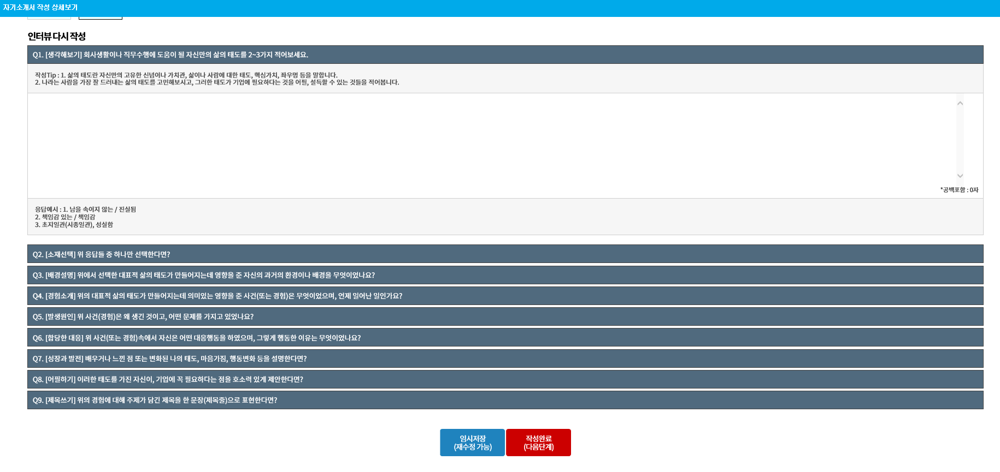 자기소개서 작성 상세보기
인터뷰 다시 작성
Q1. [생각해보기] 회사생활이나 직무수행에 도움이 될 자신만의 삶의 태도를 2~3가지 적어보세요.
작성Tip : 1. 삶의 태도란 자신만의 고유한 신념이나 가치관, 삶이나 사람에 대한 태도, 핵심가치, 좌우명 등을 말합니다.
2. 나라는 사람을 가장 잘 드러내는 삶의 태도를 고민해보시고, 그러한 태도가 기업에 필요하다는 것을 어필, 설득할 수 있는 것들을 적어봅니다.
*공백포함 : 0자
응답예시 : 1. 남을 속이지 않는 / 진실됨
2. 책임감 있는 / 책임감
3. 초지일관(시종일관), 성실함
Q2. [소재선택] 위 응답들 중 하나만 선택한다면?
Q3. [배경설명] 위에서 선택한 대표적 삶의 태도가 만들어지는데 영향을 준 자신의 과거의 환경이나 배경을 무엇이었나요?
Q4. [경험소개] 위의 대표적 삶의 태도가 만들어지는데 의미있는 영향을 준 사건(또는 경험)은 무엇이었으며, 언제 일어난 일인가요?
Q5. [발생원인] 위 사건(경험)은 왜 생긴 것이고, 어떤 문제를 가지고 있었나요?
Q6. [합당한 대응] 위 사건(또는 경험)속에서 자신은 어떤 대응행동을 하였으며, 그렇게 행동한 이유는 무엇이었나요?
Q7. [성장과 발전] 배우거나 느낀 점 또는 변화된 나의 태도, 마음가짐, 행동변화 등을 설명한다면?
Q8. [어필하기] 이러한 태도를 가진 자신이, 기업에 꼭 필요하다는 점을 호소력 있게 제안한다면?
Q9. [제목쓰기] 위의 경험에 대해 주제가 담긴 제목을 한 문장(제목줄)으로 표현한다면?
임시저장
(재수정 가능)
작성완료
(다음단계)